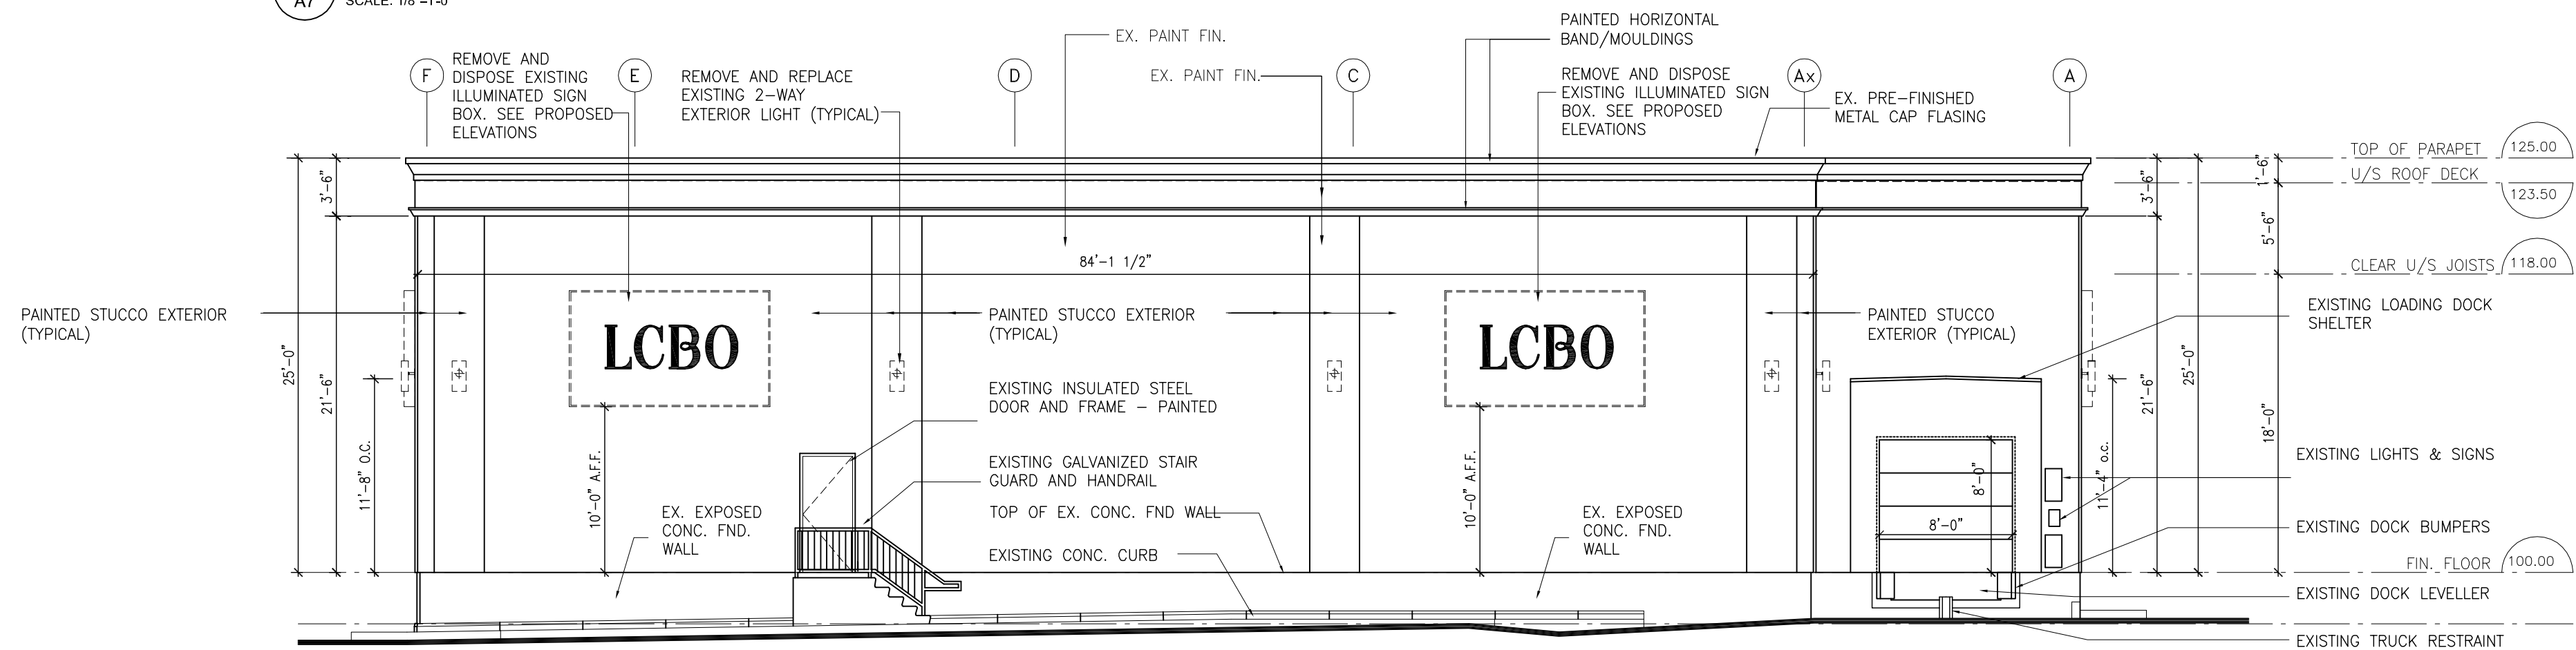 A7
SCALE: 1/8"=1'-0"
F
REMOVE AND
DISPOSE EXISTING
ILLUMINATED SIGN
BOX. SEE PROPOSED
ELEVATIONS
E
REMOVE AND REPLACE
EXISTING 2-WAY
EXTERIOR LIGHT (TYPICAL)
D
EX. PAINT FIN.
EX. PAINT FIN.
C
PAINTED HORIZONTAL
BAND/MOULDINGS
REMOVE AND DISPOSE
EXISTING ILLUMINATED SIGN
BOX. SEE PROPOSED
ELEVATIONS
Ax
EX. PRE-FINISHED
METAL CAP FLASING
A
TOP OF PARAPET
125.00
U/S ROOF DECK
123.50
CLEAR U/S JOISTS
118.00
3'-6"
25'-0"
21'-6"
11'-8" O.C.
84'-1 1/2"
3'-6"
1'-6"
5'-6"
25'-0"
21'-6"
18'-0"
11'-4" o.c.
PAINTED STUCCO EXTERIOR
(TYPICAL)
LCBO
PAINTED STUCCO EXTERIOR
(TYPICAL)
LCBO
PAINTED STUCCO
EXTERIOR (TYPICAL)
EXISTING LOADING DOCK
SHELTER
10'-0" A.F.F.
EXISTING INSULATED STEEL
DOOR AND FRAME - PAINTED
EXISTING GALVANIZED STAIR
GUARD AND HANDRAIL
TOP OF EX. CONC. FND WALL
EXISTING CONC. CURB
EX. EXPOSED
CONC. FND.
WALL
10'-0" A.F.F.
EX. EXPOSED
CONC. FND.
WALL
8'-0"
8'-0"
EXISTING LIGHTS & SIGNS
EXISTING DOCK BUMPERS
FIN. FLOOR
100.00
EXISTING DOCK LEVELLER
EXISTING TRUCK RESTRAINT